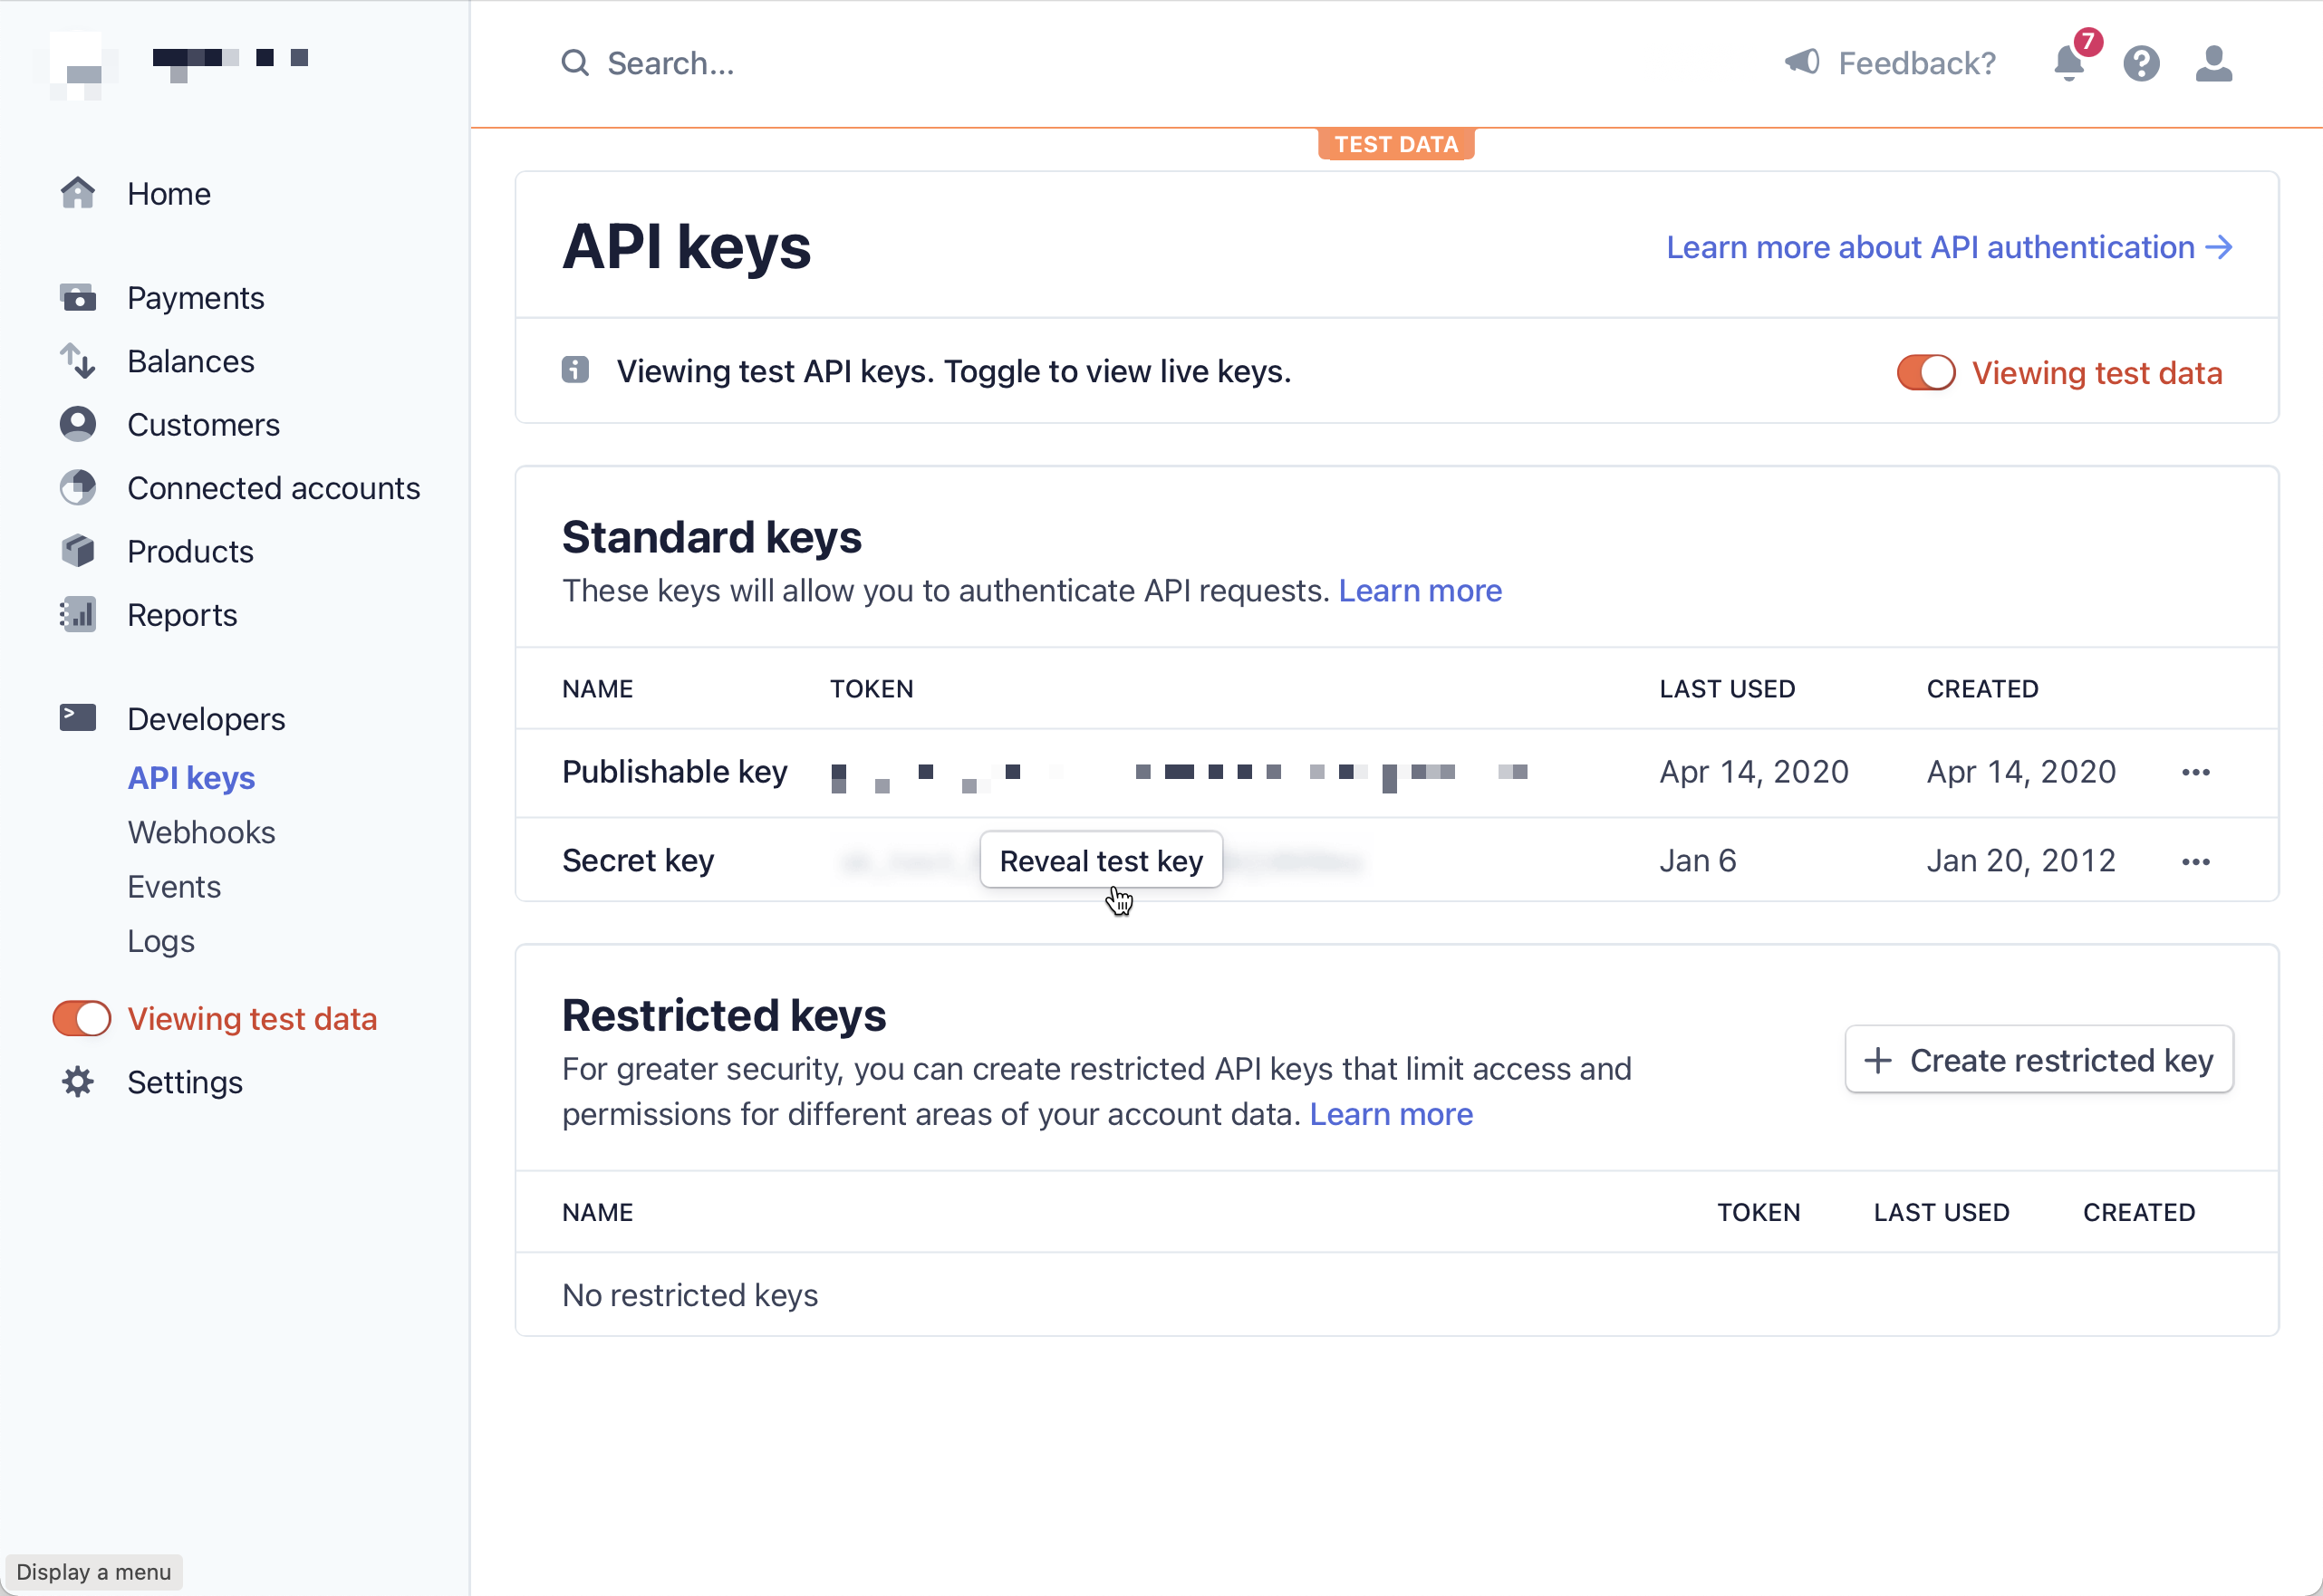 Search...
Feedback?
7
TEST DATA
Home
Payments
Balances
Customers
Connected accounts
Products
Reports
Developers
API keys
Webhooks
Events
Logs
Viewing test data
Settings
Display a menu
API keys
Learn more about API authentication →
Viewing test API keys. Toggle to view live keys.
Viewing test data
Standard keys
These keys will allow you to authenticate API requests. Learn more
NAME TOKEN LAST USED CREATED
Publishable key Apr 14, 2020 Apr 14, 2020 •••
Secret key Reveal test key Jan 6 Jan 20, 2012 •••
Restricted keys
For greater security, you can create restricted API keys that limit access and
permissions for different areas of your account data. Learn more
+ Create restricted key
NAME TOKEN LAST USED CREATED
No restricted keys